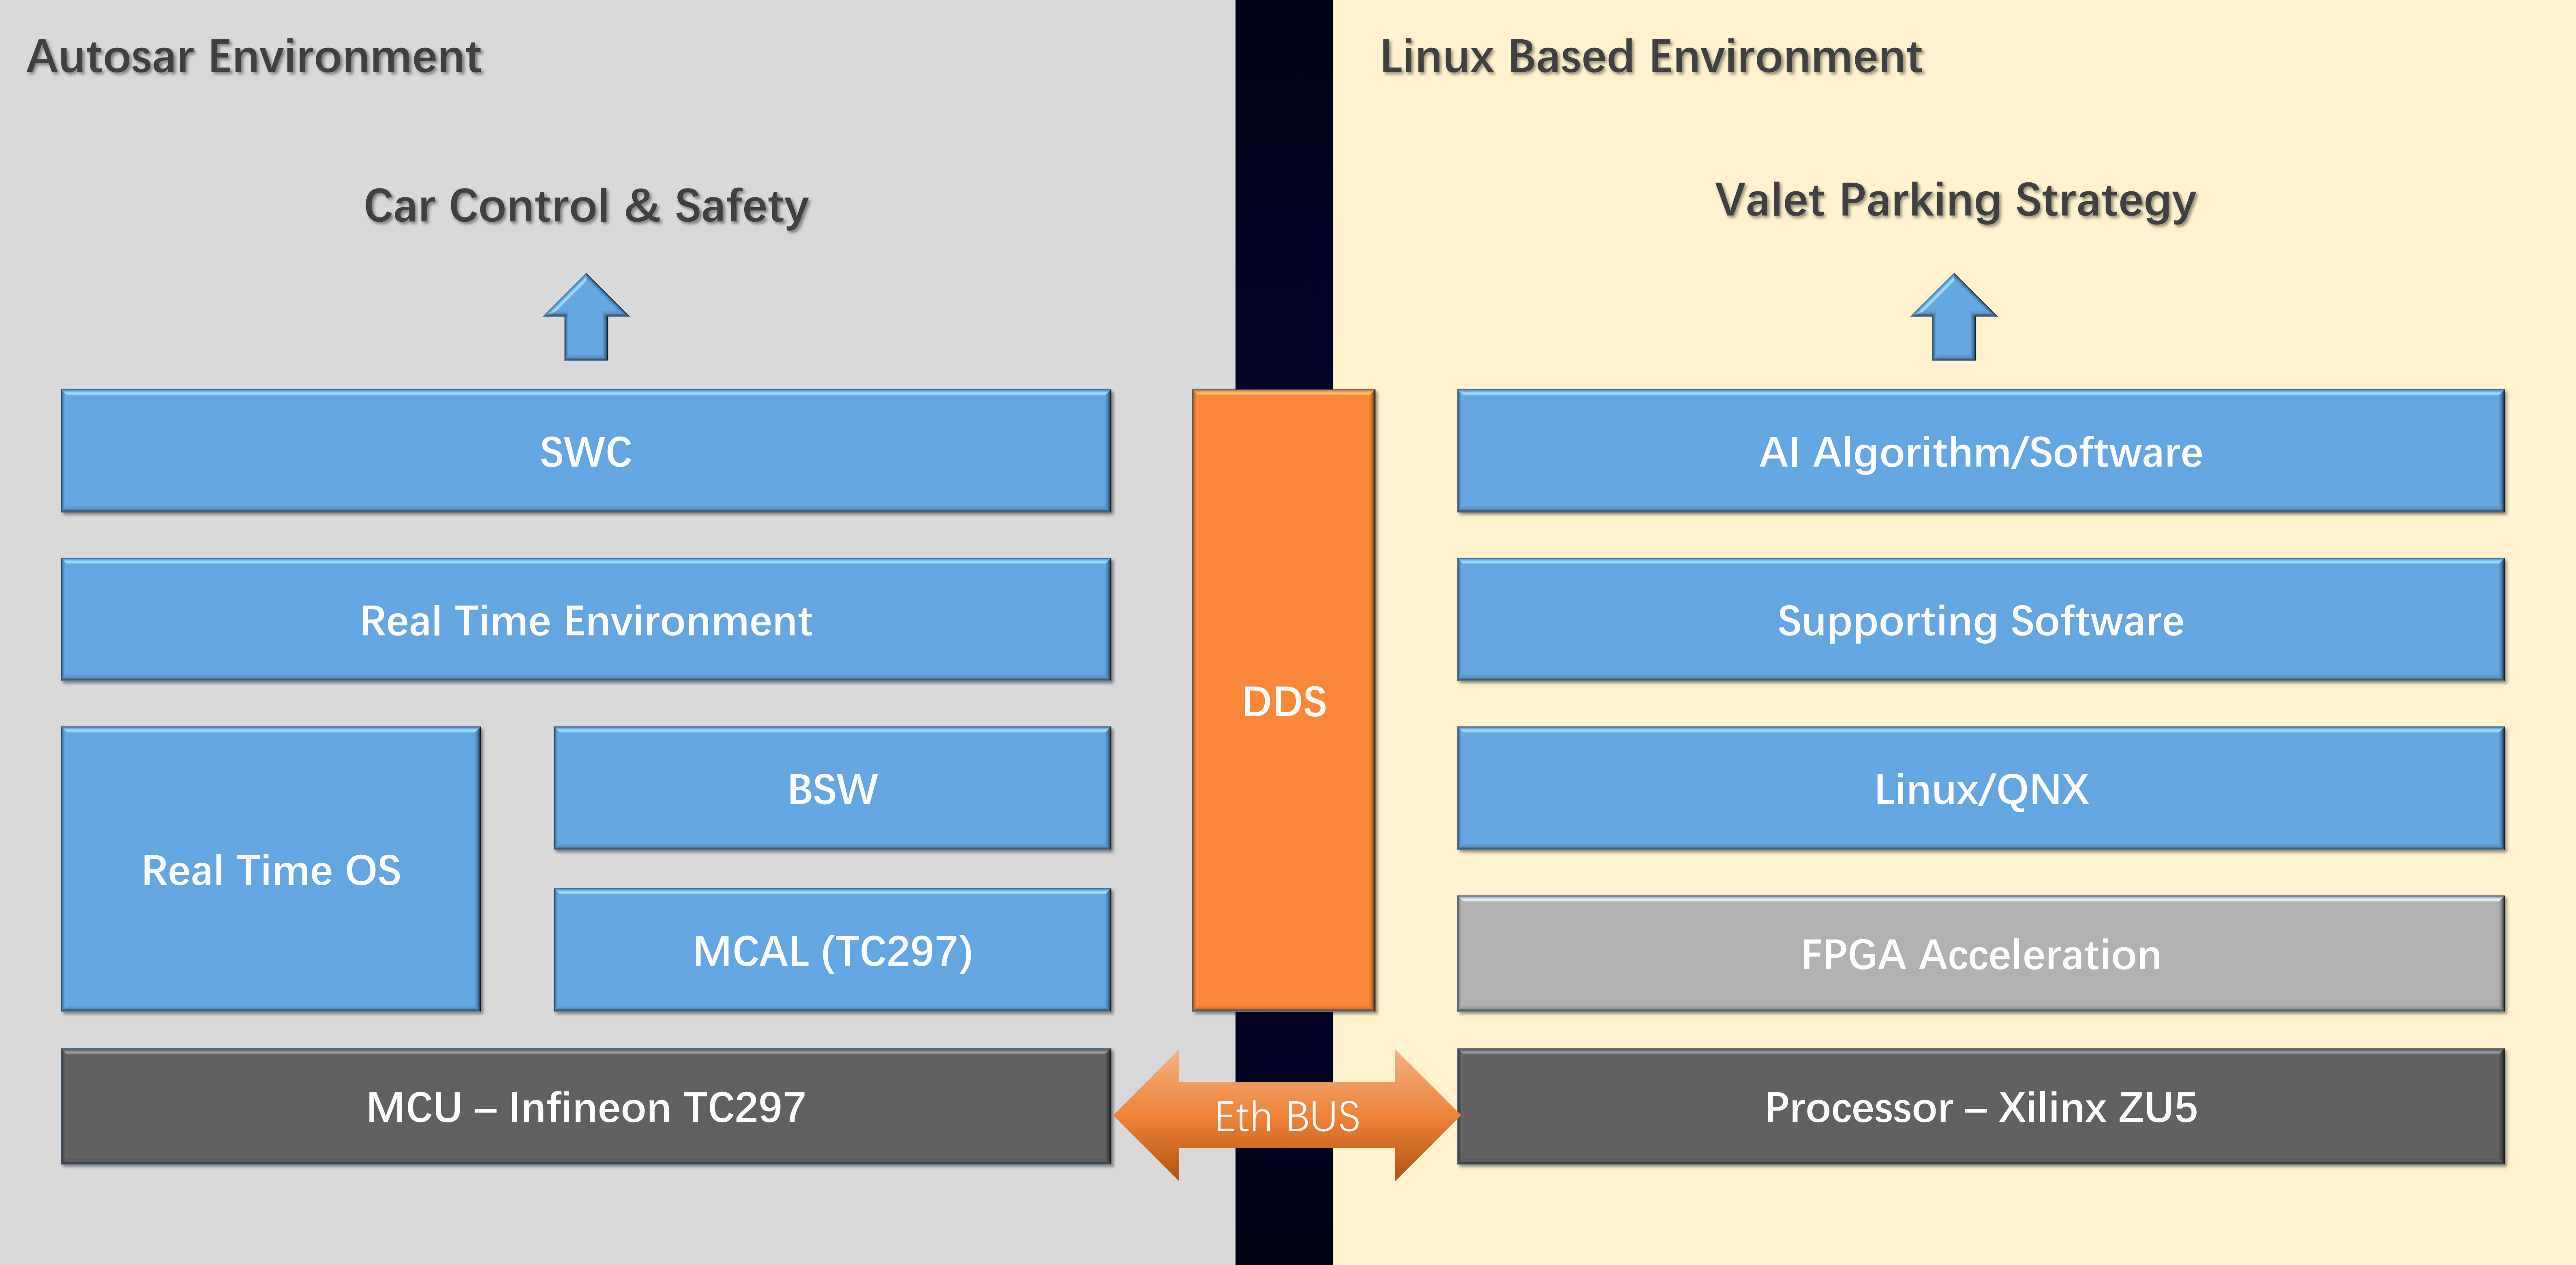 Autosar Environment
Car Control & Safety
SWC
Real Time Environment
Real Time OS
BSW
MCAL (TC297)
MCU – Infineon TC297
DDS
Eth BUS
Linux Based Environment
Valet Parking Strategy
AI Algorithm/Software
Supporting Software
Linux/QNX
FPGA Acceleration
Processor – Xilinx ZU5